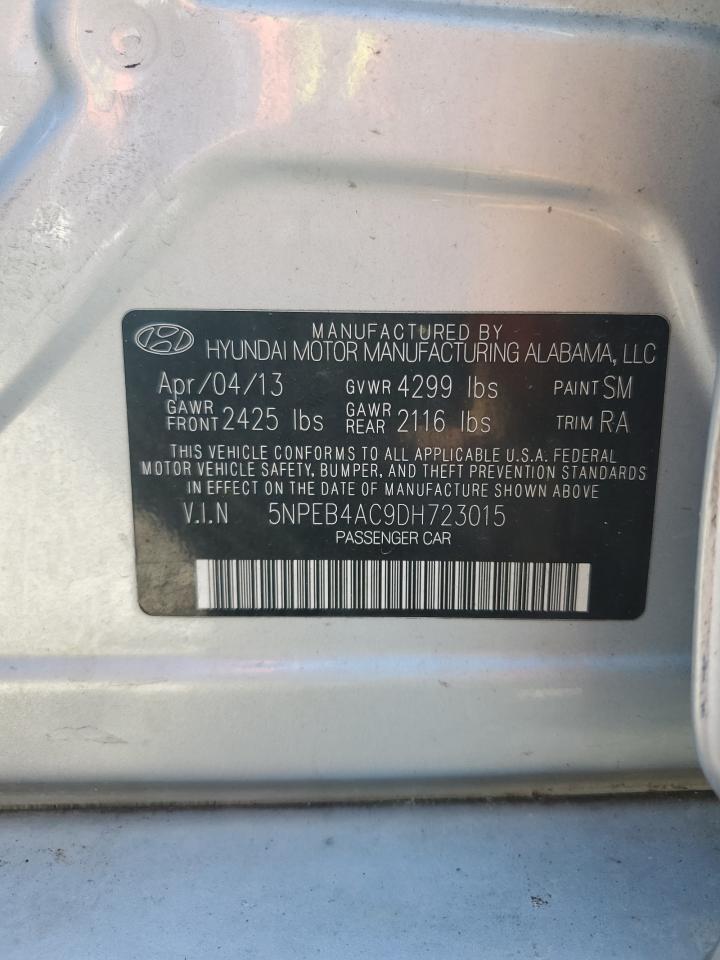 MANUFACTURED BY
HYUNDAI MOTOR MANUFACTURING ALABAMA, LLC
Apr/04/13 GVWR 4299 lbs PAINT SM
GAWR FRONT 2425 lbs GAWR REAR 2116 lbs TRIM RA
THIS VEHICLE CONFORMS TO ALL APPLICABLE U.S.A. FEDERAL
MOTOR VEHICLE SAFETY, BUMPER, AND THEFT PREVENTION STANDARDS
IN EFFECT ON THE DATE OF MANUFACTURE SHOWN ABOVE
V.I.N 5NPEB4AC9DH723015
PASSENGER CAR